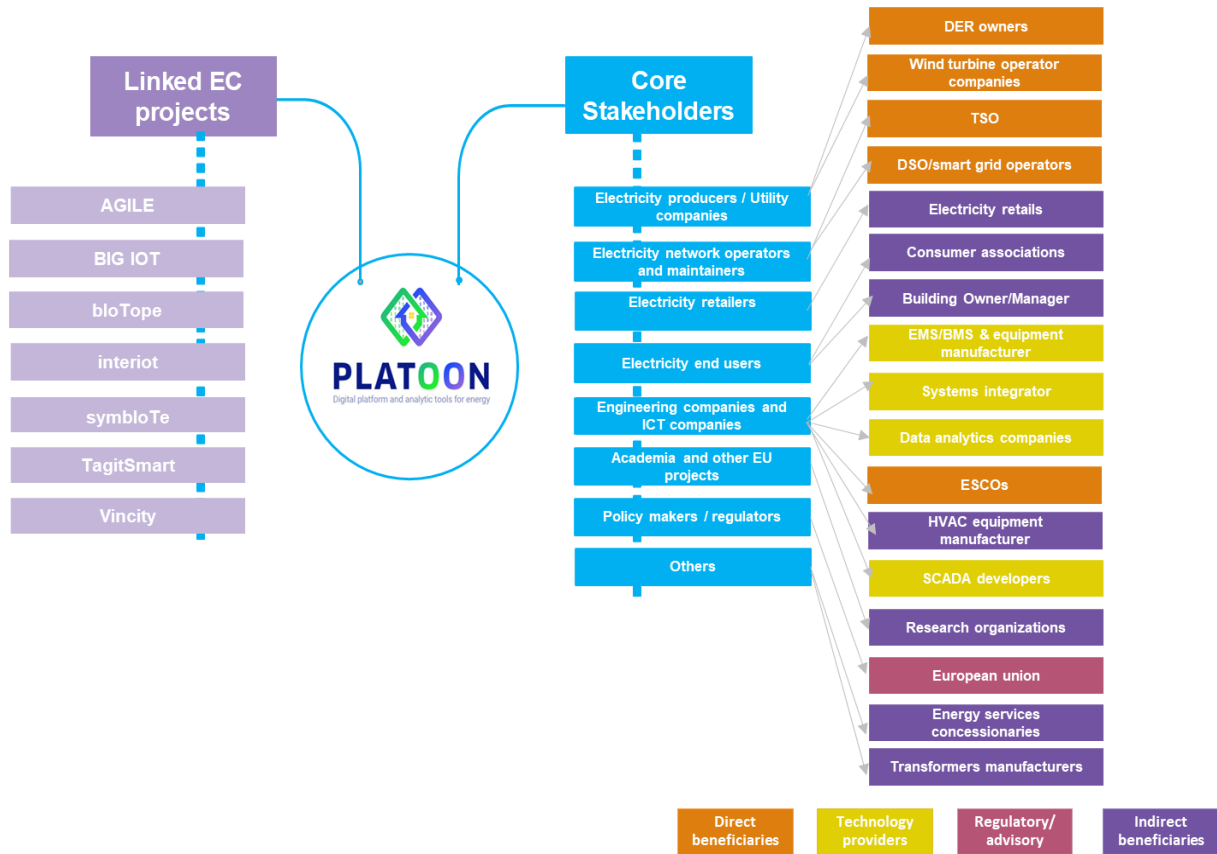 Linked EC
projects
AGILE
BIG IOT
bIoTope
interiot
symbIoTe
TagitSmart
Vincity
PLATOON
Digital platform and analytic tools for energy
Core
Stakeholders
Electricity producers / Utility
companies
Electricity network operators
and maintainers
Electricity retailers
Electricity end users
Engineering companies and
ICT companies
Academia and other EU
projects
Policy makers / regulators
Others
DER owners
Wind turbine operator
companies
TSO
DSO/smart grid operators
Electricity retails
Consumer associations
Building Owner/Manager
EMS/BMS & equipment
manufacturer
Systems integrator
Data analytics companies
ESCOs
HVAC equipment
manufacturer
SCADA developers
Research organizations
European union
Energy services
concessionaries
Transformers manufacturers
Direct
beneficiaries
Technology
providers
Regulatory/
advisory
Indirect
beneficiaries